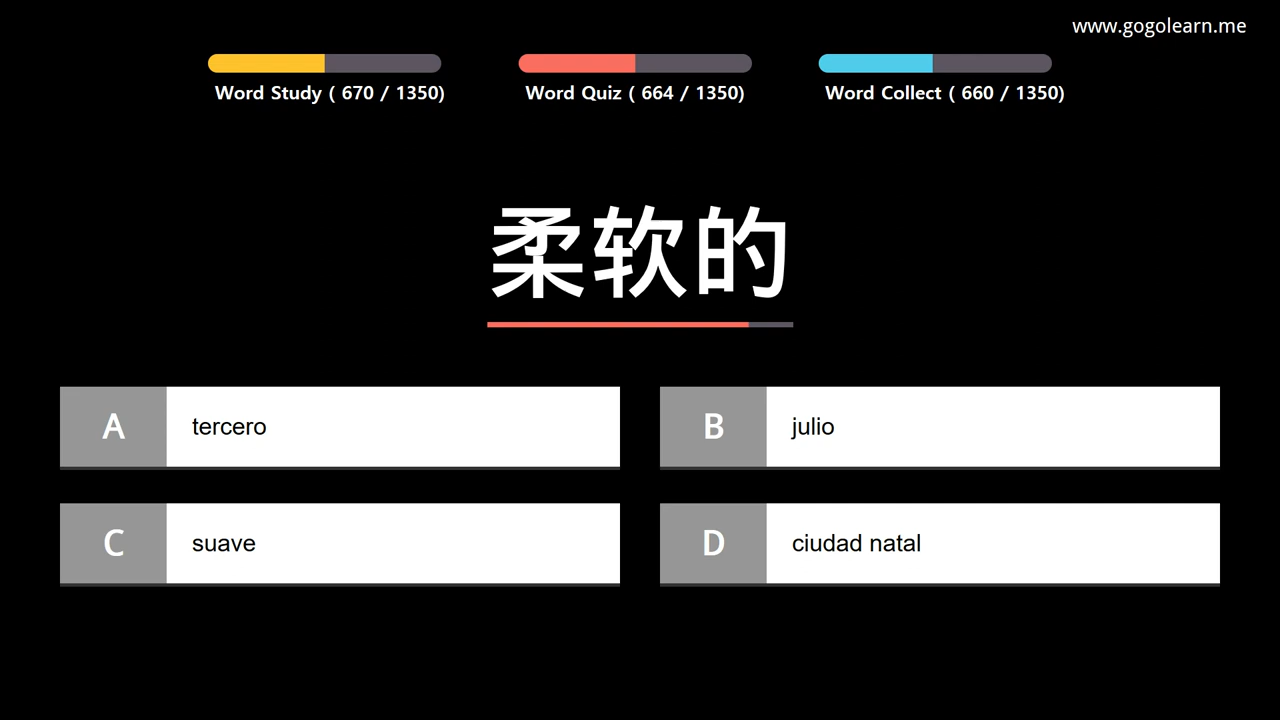 www.gogolearn.me
Word Study ( 670 / 1350)
Word Quiz ( 664 / 1350)
Word Collect ( 660 / 1350)
柔软的
A tercero
B julio
C suave
D ciudad natal